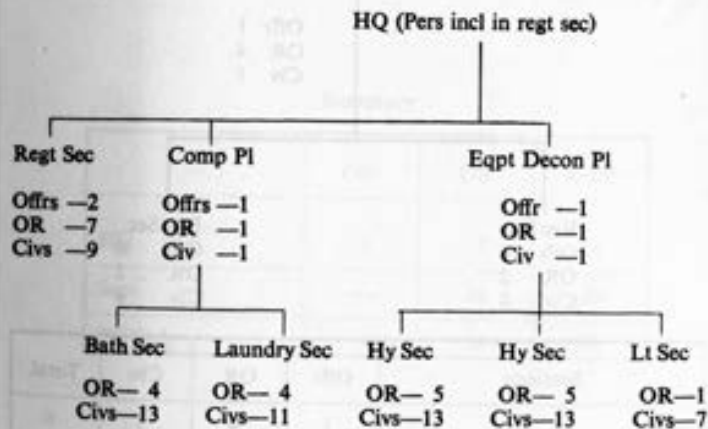 HQ (Pers incl in regt sec)
Regt Sec Comp Pl Eqpt Decon Pl
Offrs —2 Offrs —1 Offr —1
OR —7 OR —1 OR —1
Civs —9 Civ —1 Civ —1
Bath Sec Laundry Sec Hy Sec Hy Sec Lt Sec
OR— 4 OR— 4 OR— 5 OR— 5 OR—1
Civs—13 Civs—11 Civs—13 Civs—13 Civs—7